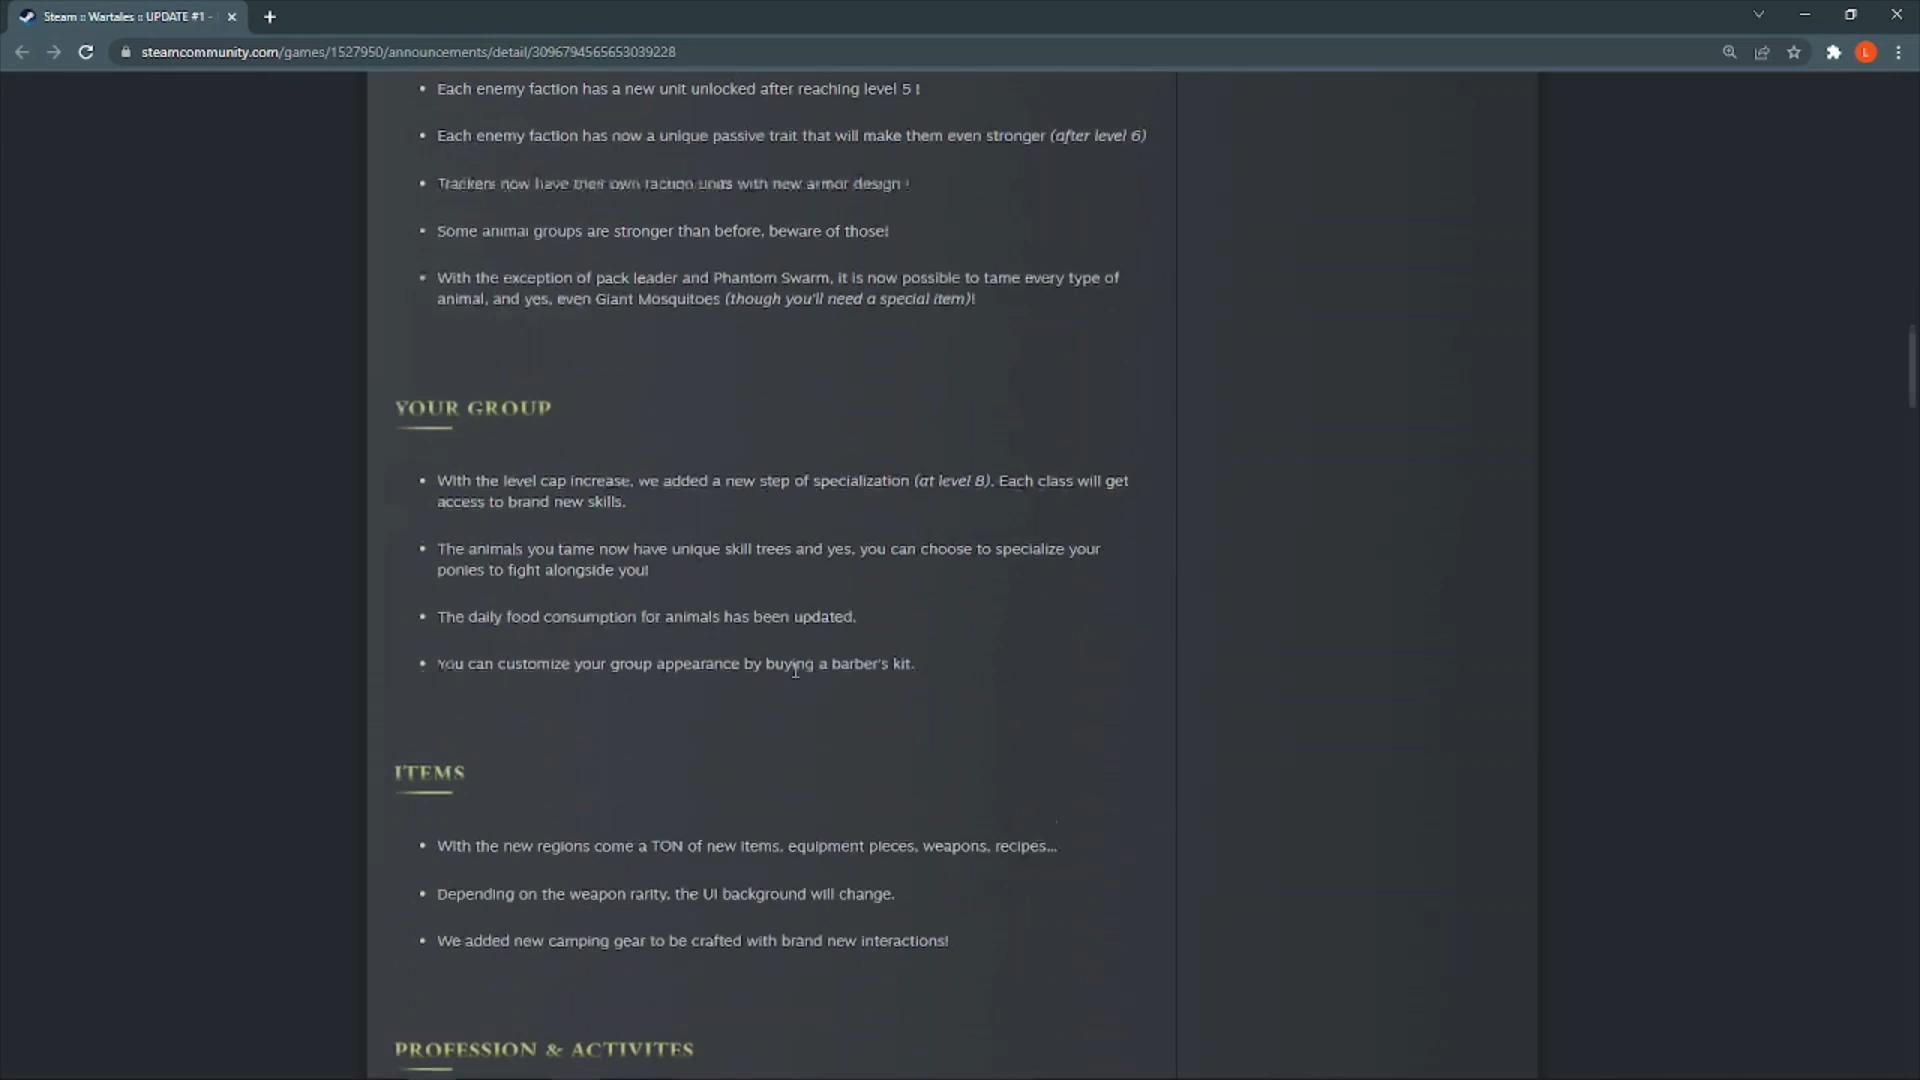 Steam :: Wartales :: UPDATE #1 -
steamcommunity.com/games/1527950/announcements/detail/3096794565653039228
L
• Each enemy faction has a new unit unlocked after reaching level 5 !
• Each enemy faction has now a unique passive trait that will make them even stronger (after level 6)
• Trackers now have their own faction units with new armor design !
• Some animal groups are stronger than before, beware of those!
• With the exception of pack leader and Phantom Swarm, it is now possible to tame every type of
animal, and yes, even Giant Mosquitoes (though you'll need a special item)!
YOUR GROUP
• With the level cap increase, we added a new step of specialization (at level 8). Each class will get
access to brand new skills.
• The animals you tame now have unique skill trees and yes, you can choose to specialize your
ponies to fight alongside you!
• The daily food consumption for animals has been updated.
• You can customize your group appearance by buying a barber's kit.
ITEMS
• With the new regions come a TON of new items, equipment pieces, weapons, recipes...
• Depending on the weapon rarity, the UI background will change.
• We added new camping gear to be crafted with brand new interactions!
PROFESSION & ACTIVITES